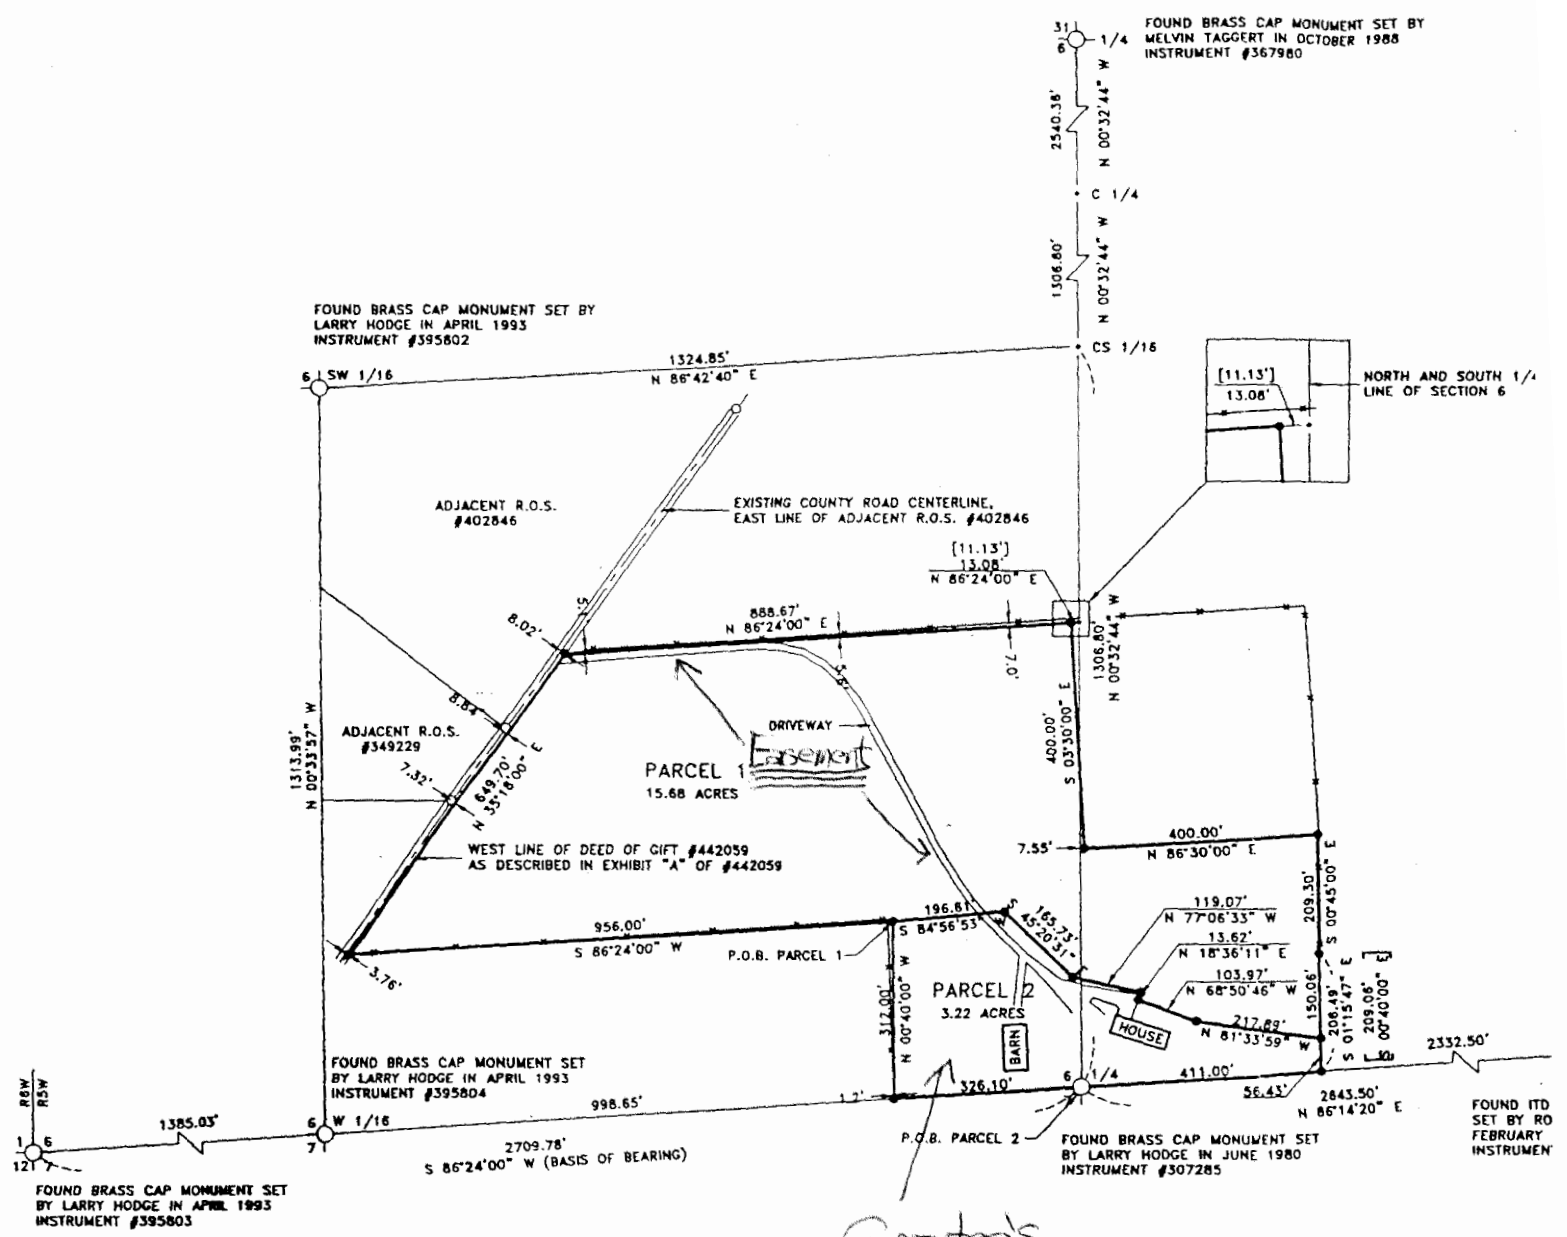 31
6
1/4
FOUND BRASS CAP MONUMENT SET BY
MELVIN TAGGERT IN OCTOBER 1988
INSTRUMENT #367980
2540.38'
N 00°32'44" W
C 1/4
1306.80'
N 00°32'44" W
CS 1/16
FOUND BRASS CAP MONUMENT SET BY
LARRY HODGE IN APRIL 1993
INSTRUMENT #395802
6
SW 1/16
1324.85'
N 86°42'40" E
[11.13']
13.08'
NORTH AND SOUTH 1/4
LINE OF SECTION 6
ADJACENT R.O.S.
#402846
EXISTING COUNTY ROAD CENTERLINE,
EAST LINE OF ADJACENT R.O.S. #402846
[11.13']
13.08'
N 86°24'00" E
8.02'
888.67'
N 86°24'00" E
7.0'
5.6'
1306.80'
N 00°32'44" W
8.84'
ADJACENT R.O.S.
#349229
7.32'
649.70'
N 35°18'00" E
1313.99'
N 00°33'57" W
DRIVEWAY
Easement
PARCEL 1
15.68 ACRES
400.00'
S 03°30'00" E
WEST LINE OF DEED OF GIFT #442059
AS DESCRIBED IN EXHIBIT "A" OF #442059
7.55'
400.00'
N 86°30'00" E
209.30'
S 00°45'00" E
956.00'
S 86°24'00" W
196.81
S 84°56'53" W
165.73'
S 45°20'31"
119.07'
N 77°06'33" W
13.62'
N 18°36'11" E
103.97'
N 68°50'46" W
P.O.B. PARCEL 1
3.76'
312.00'
N 00°40'00" W
PARCEL 2
3.22 ACRES
BARN
HOUSE
217.89'
N 81°33'59" W
150.06'
206.49'
S 01°15'47" E
209.06'
S 00°40'00" E
2332.50'
FOUND BRASS CAP MONUMENT SET
BY LARRY HODGE IN APRIL 1993
INSTRUMENT #395804
R6W
R5W
1385.03'
6
7
W 1/16
998.65'
1.2'
326.10'
6
1/4
411.00'
56.43'
2643.50'
N 86°14'20" E
1
6
12
7
2709.78'
S 86°24'00" W (BASIS OF BEARING)
P.O.B. PARCEL 2
FOUND BRASS CAP MONUMENT SET
BY LARRY HODGE IN JUNE 1980
INSTRUMENT #307285
FOUND ITD
SET BY RO
FEBRUARY
INSTRUMEN
FOUND BRASS CAP MONUMENT SET
BY LARRY HODGE IN APRIL 1993
INSTRUMENT #395803